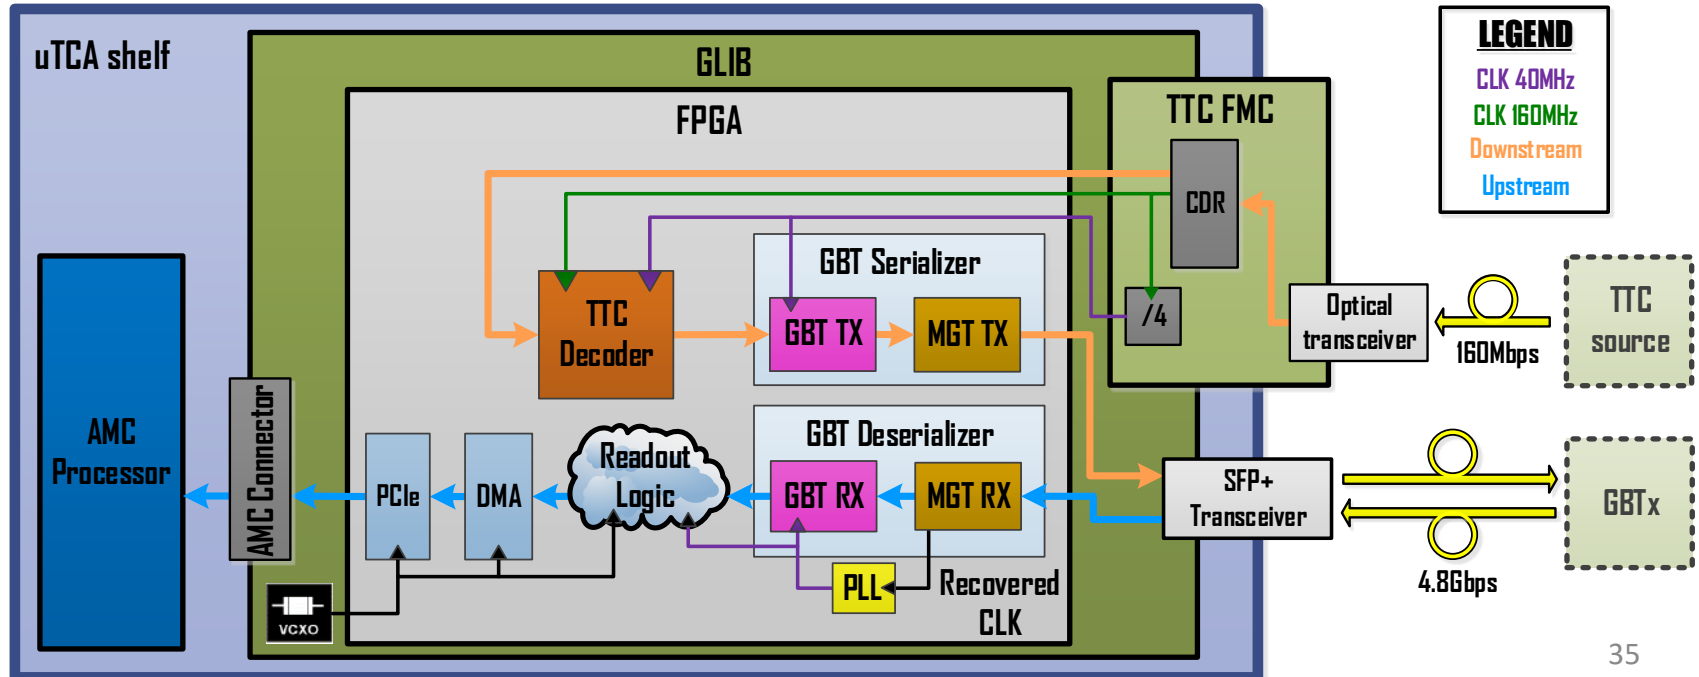 uTCA shelf
GLIB
FPGA
TTC FMC
LEGEND
CLK 40MHz
CLK 160MHz
Downstream
Upstream
CDR
/4
Optical
transceiver
160Mbps
TTC
source
GBT Serializer
TTC
Decoder
GBT TX
MGT TX
AMC
Processor
AMC Connector
PCIe
DMA
Readout
Logic
GBT Deserializer
GBT RX
MGT RX
SFP+
Transceiver
GBTx
4.8Gbps
VCXO
PLL
Recovered
CLK
35